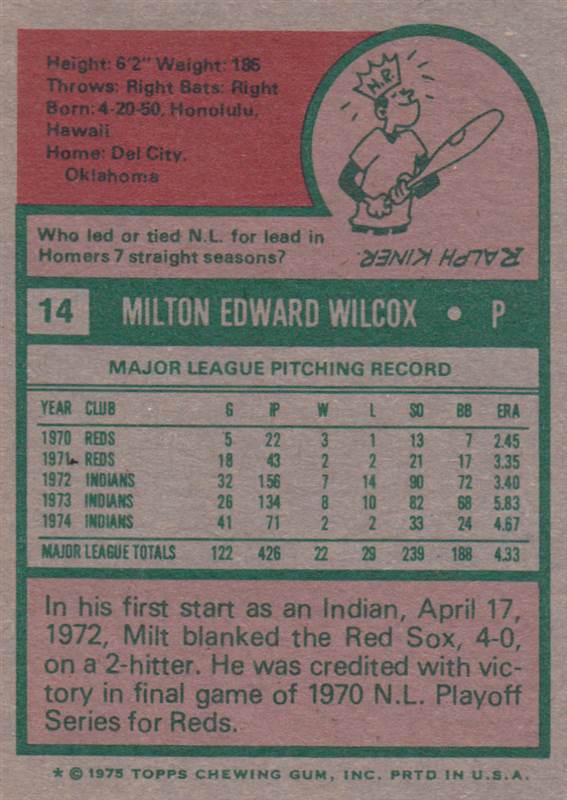 Height: 6'2" Weight: 185
Throws: Right Bats: Right
Born: 4-20-50, Honolulu,
Hawaii
Home: Del City,
Oklahoma
H.R.
Who led or tied N.L. for lead in
Homers 7 straight seasons?
RALPH KINER.
14 MILTON EDWARD WILCOX • P
MAJOR LEAGUE PITCHING RECORD
YEAR CLUB G IP W L SO BB ERA
1970 REDS 5 22 3 1 13 7 2.45
1971 REDS 18 43 2 2 21 17 3.35
1972 INDIANS 32 156 7 14 90 72 3.40
1973 INDIANS 26 134 8 10 82 68 5.83
1974 INDIANS 41 71 2 2 33 24 4.67
MAJOR LEAGUE TOTALS 122 426 22 29 239 188 4.33
In his first start as an Indian, April 17,
1972, Milt blanked the Red Sox, 4-0,
on a 2-hitter. He was credited with vic-
tory in final game of 1970 N.L. Playoff
Series for Reds.
* © 1975 TOPPS CHEWING GUM, INC. PRTD IN U.S.A.